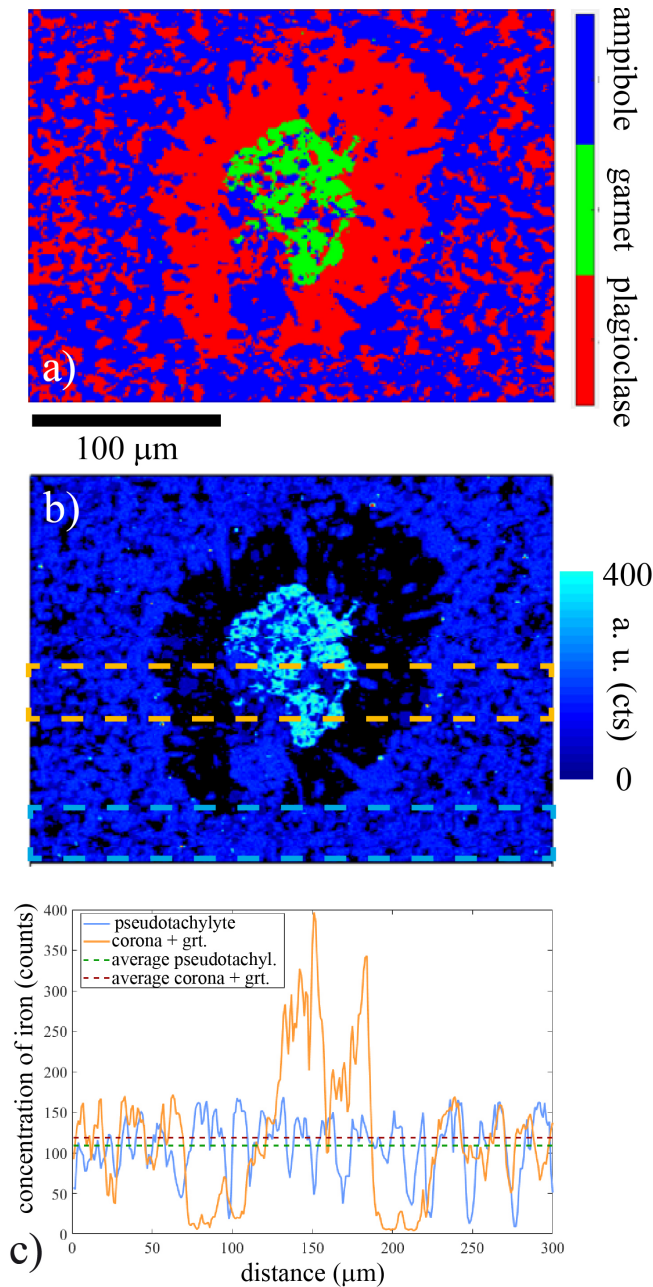 ampibole
garnet
plagioclase
a)
100 μm
b)
400
a. u. (cts)
0
400
350
300
250
200
150
100
50
0
concentration of iron (counts)
pseudotachylyte
corona + grt.
average pseudotachyl.
average corona + grt.
0
50
100
150
200
250
300
distance (μm)
c)